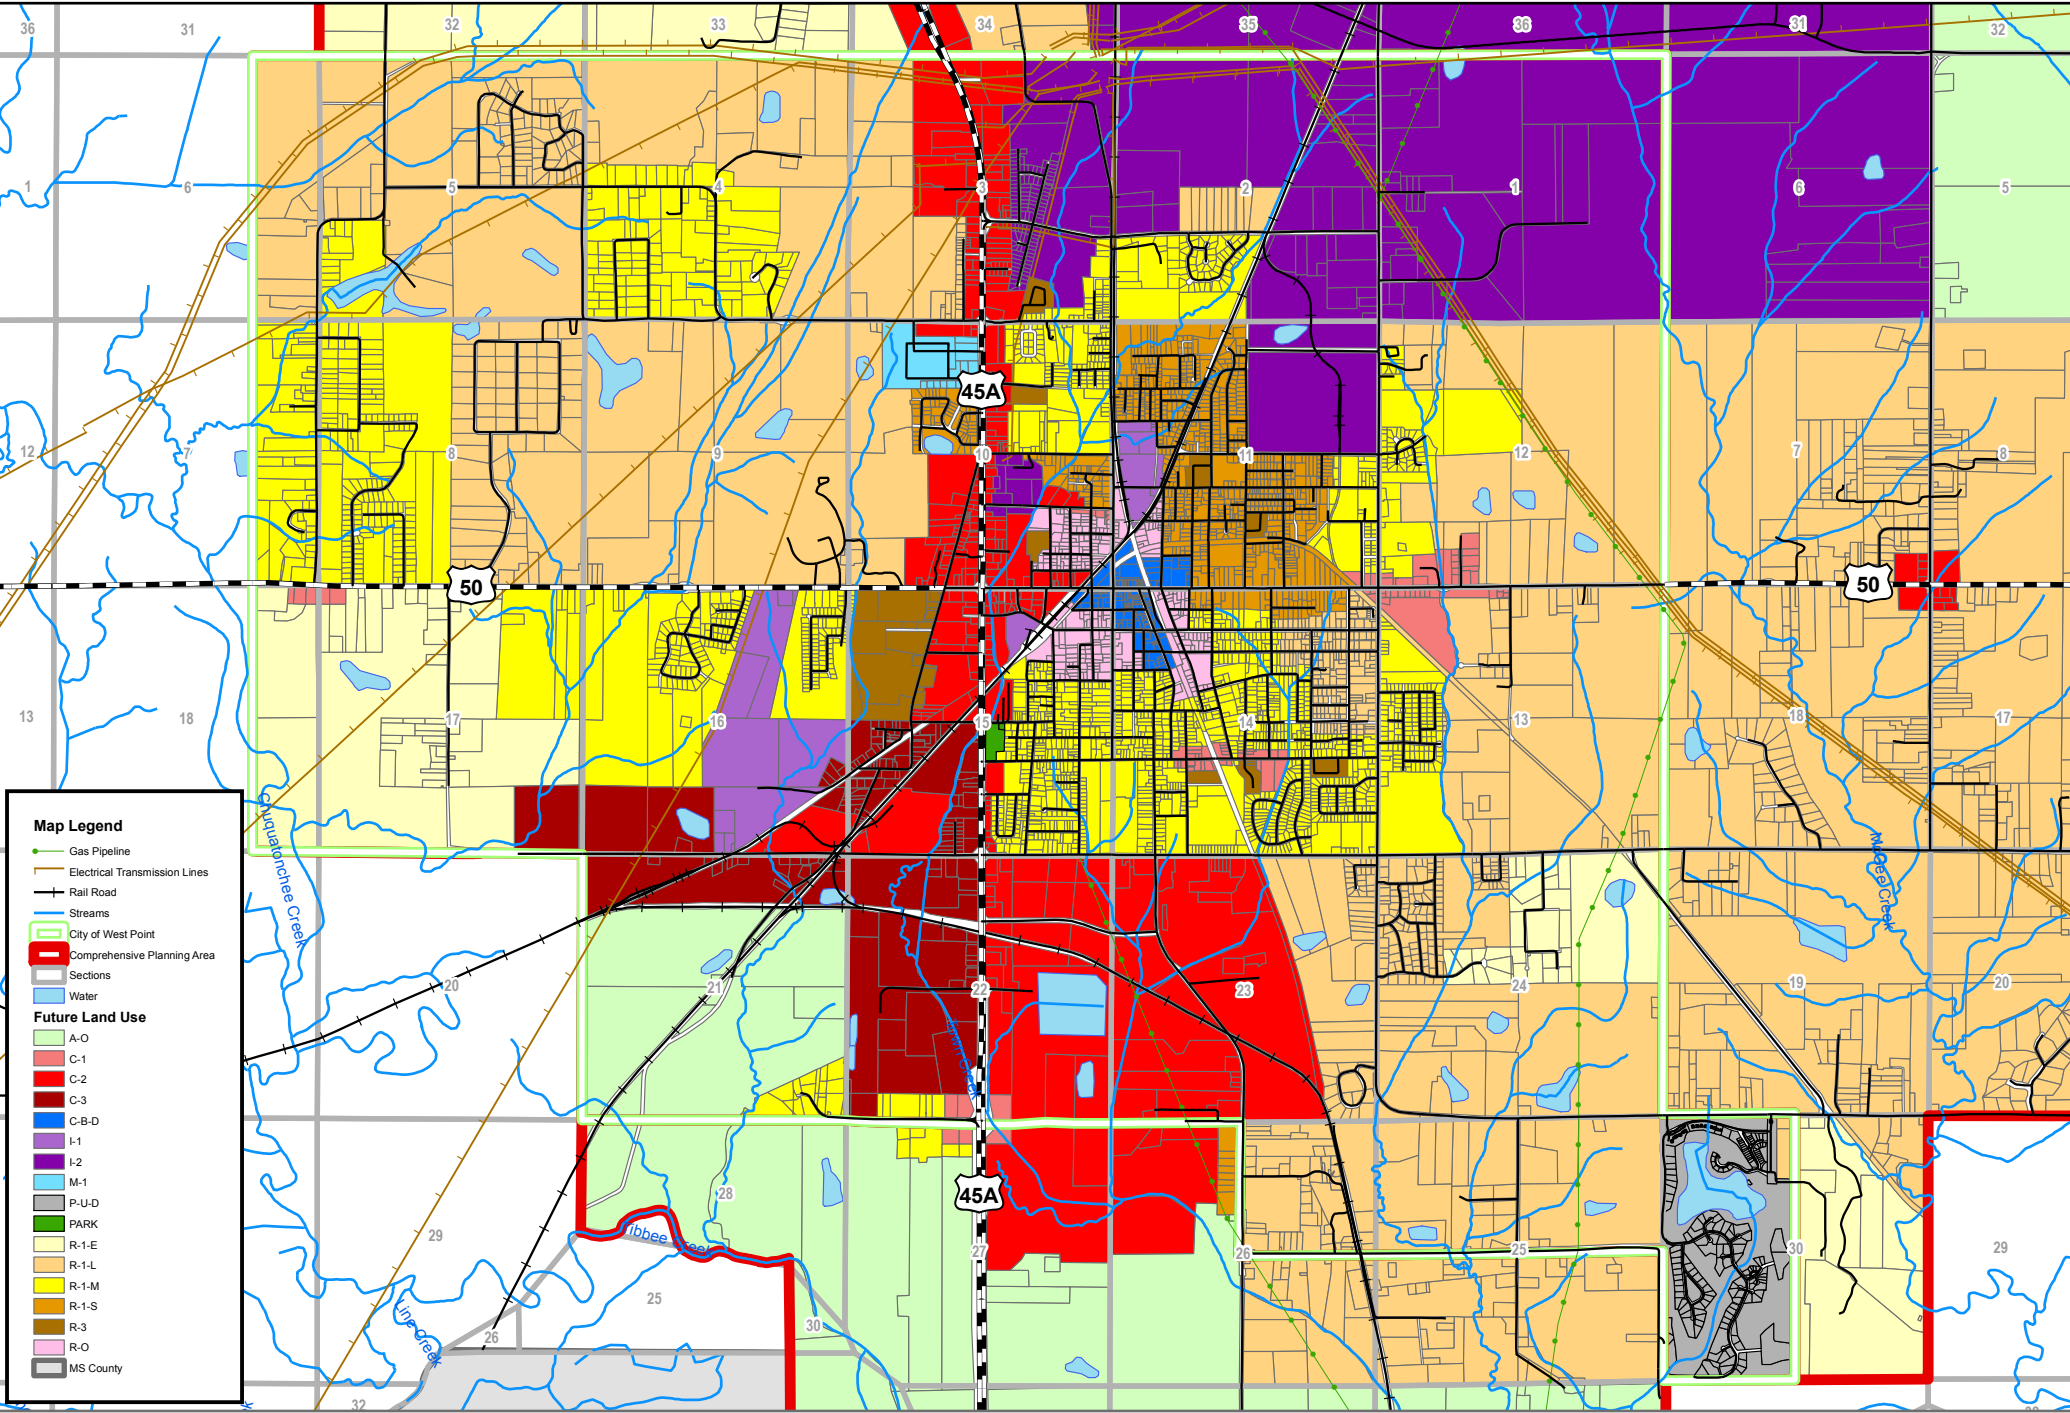 36
31
32
33
34
35
36
31
32
1
6
5
4
3
2
1
6
5
45A
12
7
8
9
10
11
12
7
8
50
50
13
18
17
16
15
14
13
18
17
Chuquatonchee Creek
McGee Creek
Map Legend
Gas Pipeline
Electrical Transmission Lines
Rail Road
Streams
City of West Point
Comprehensive Planning Area
Sections
Water
Future Land Use
A-O
C-1
C-2
C-3
C-B-D
I-1
I-2
M-1
P-U-D
PARK
R-1-E
R-1-L
R-1-M
R-1-S
R-3
R-O
MS County
20
21
22
23
24
19
20
Town Creek
45A
29
28
27
26
25
30
29
ibbee Creek
Line Creek
25
30
26
32